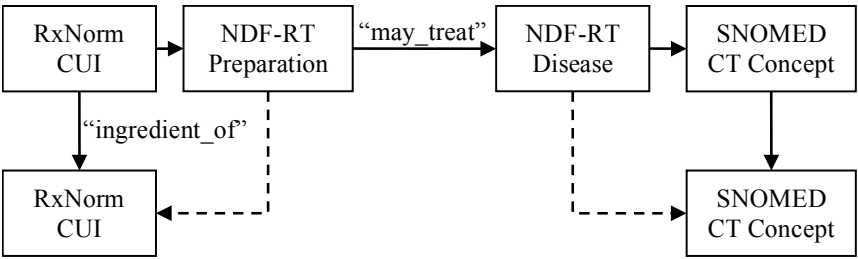 RxNorm
CUI
NDF-RT
Preparation
“may_treat”
NDF-RT
Disease
SNOMED
CT Concept
“ingredient_of”
RxNorm
CUI
SNOMED
CT Concept